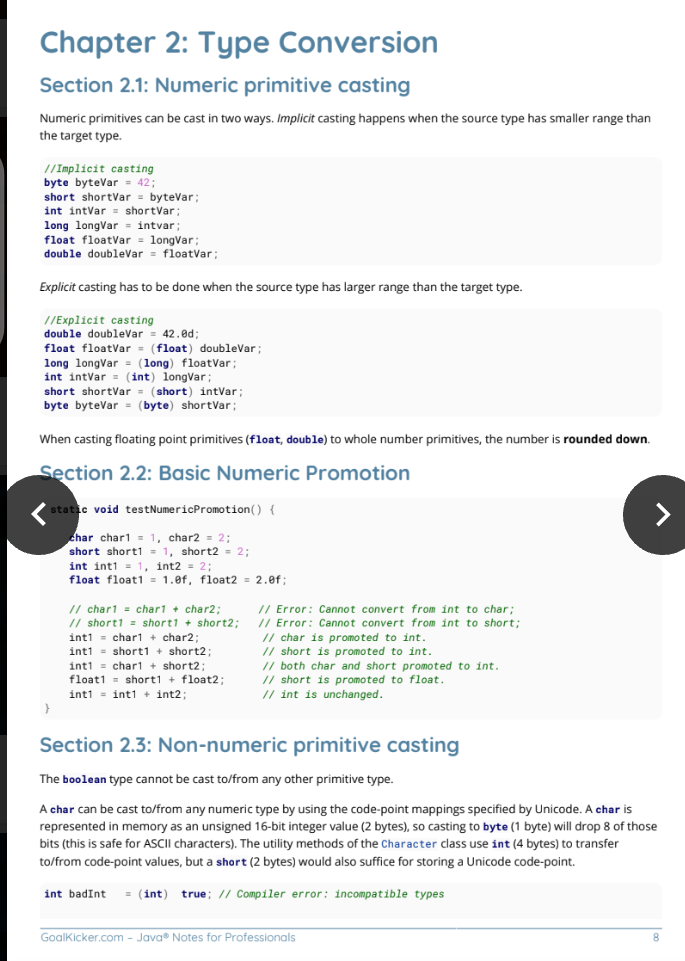 Chapter 2: Type Conversion
Section 2.1: Numeric primitive casting
Numeric primitives can be cast in two ways. Implicit casting happens when the source type has smaller range than
the target type.
//Implicit casting
byte byteVar = 42;
short shortVar = byteVar;
int intVar = shortVar;
long longVar = intvar;
float floatVar = longVar;
double doubleVar = floatVar;
Explicit casting has to be done when the source type has larger range than the target type.
//Explicit casting
double doubleVar = 42.0d;
float floatVar = (float) doubleVar;
long longVar = (long) floatVar;
int intVar = (int) longVar;
short shortVar = (short) intVar;
byte byteVar = (byte) shortVar;
When casting floating point primitives (float, double) to whole number primitives, the number is rounded down.
Section 2.2: Basic Numeric Promotion
static void testNumericPromotion() {
char char1 = 1, char2 = 2;
short short1 = 1, short2 = 2;
int int1 = 1, int2 = 2;
float float1 = 1.0f, float2 = 2.0f;
// char1 = char1 + char2; // Error: Cannot convert from int to char;
// short1 = short1 + short2; // Error: Cannot convert from int to short;
int1 = char1 + char2; // char is promoted to int.
int1 = short1 + short2; // short is promoted to int.
int1 = char1 + short2; // both char and short promoted to int.
float1 = short1 + float2; // short is promoted to float.
int1 = int1 + int2; // int is unchanged.
}
Section 2.3: Non-numeric primitive casting
The boolean type cannot be cast to/from any other primitive type.
A char can be cast to/from any numeric type by using the code-point mappings specified by Unicode. A char is
represented in memory as an unsigned 16-bit integer value (2 bytes), so casting to byte (1 byte) will drop 8 of those
bits (this is safe for ASCII characters). The utility methods of the Character class use int (4 bytes) to transfer
to/from code-point values, but a short (2 bytes) would also suffice for storing a Unicode code-point.
int badInt = (int) true; // Compiler error: incompatible types
GoalKicker.com – Java® Notes for Professionals 8